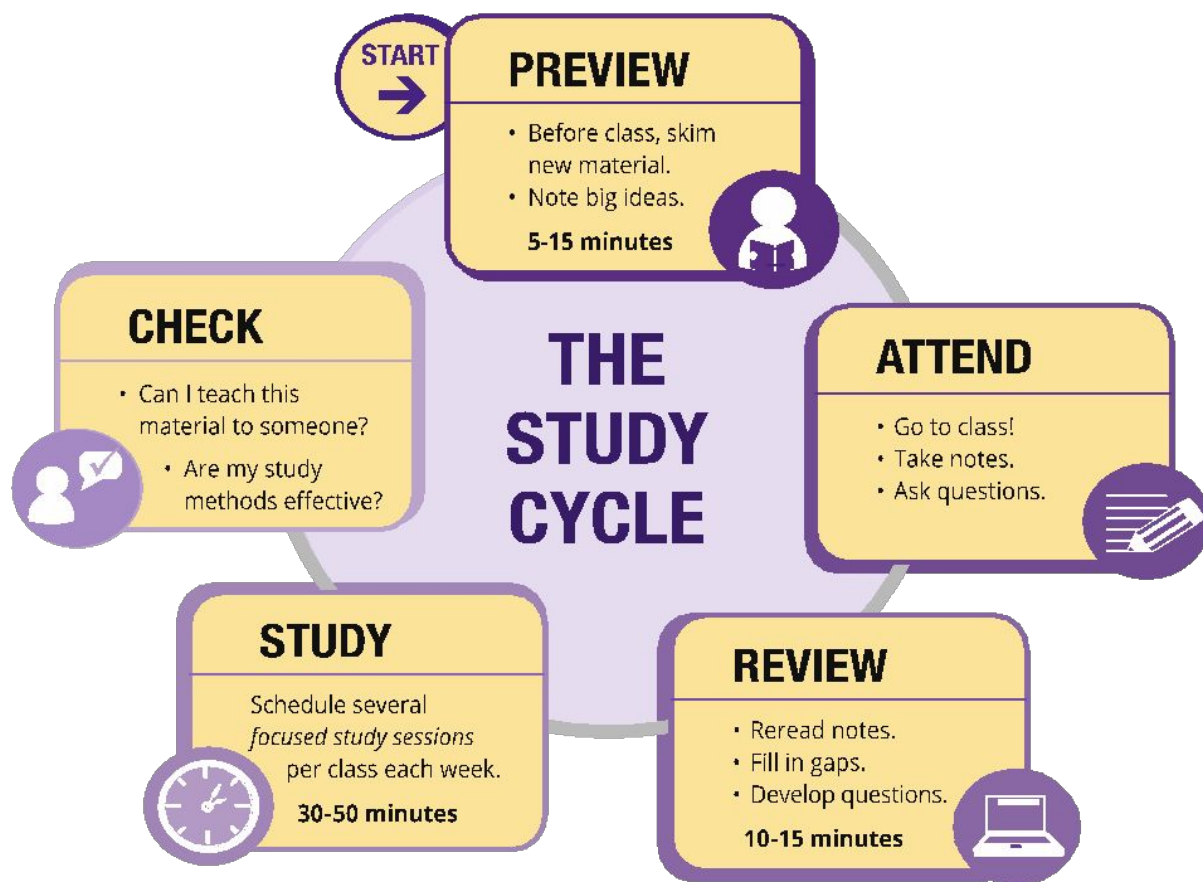 START
PREVIEW
• Before class, skim
new material.
• Note big ideas.
5-15 minutes
THE
STUDY
CYCLE
ATTEND
• Go to class!
• Take notes.
• Ask questions.
REVIEW
• Reread notes.
• Fill in gaps.
• Develop questions.
10-15 minutes
STUDY
Schedule several
focused study sessions
per class each week.
30-50 minutes
CHECK
• Can I teach this
material to someone?
• Are my study
methods effective?